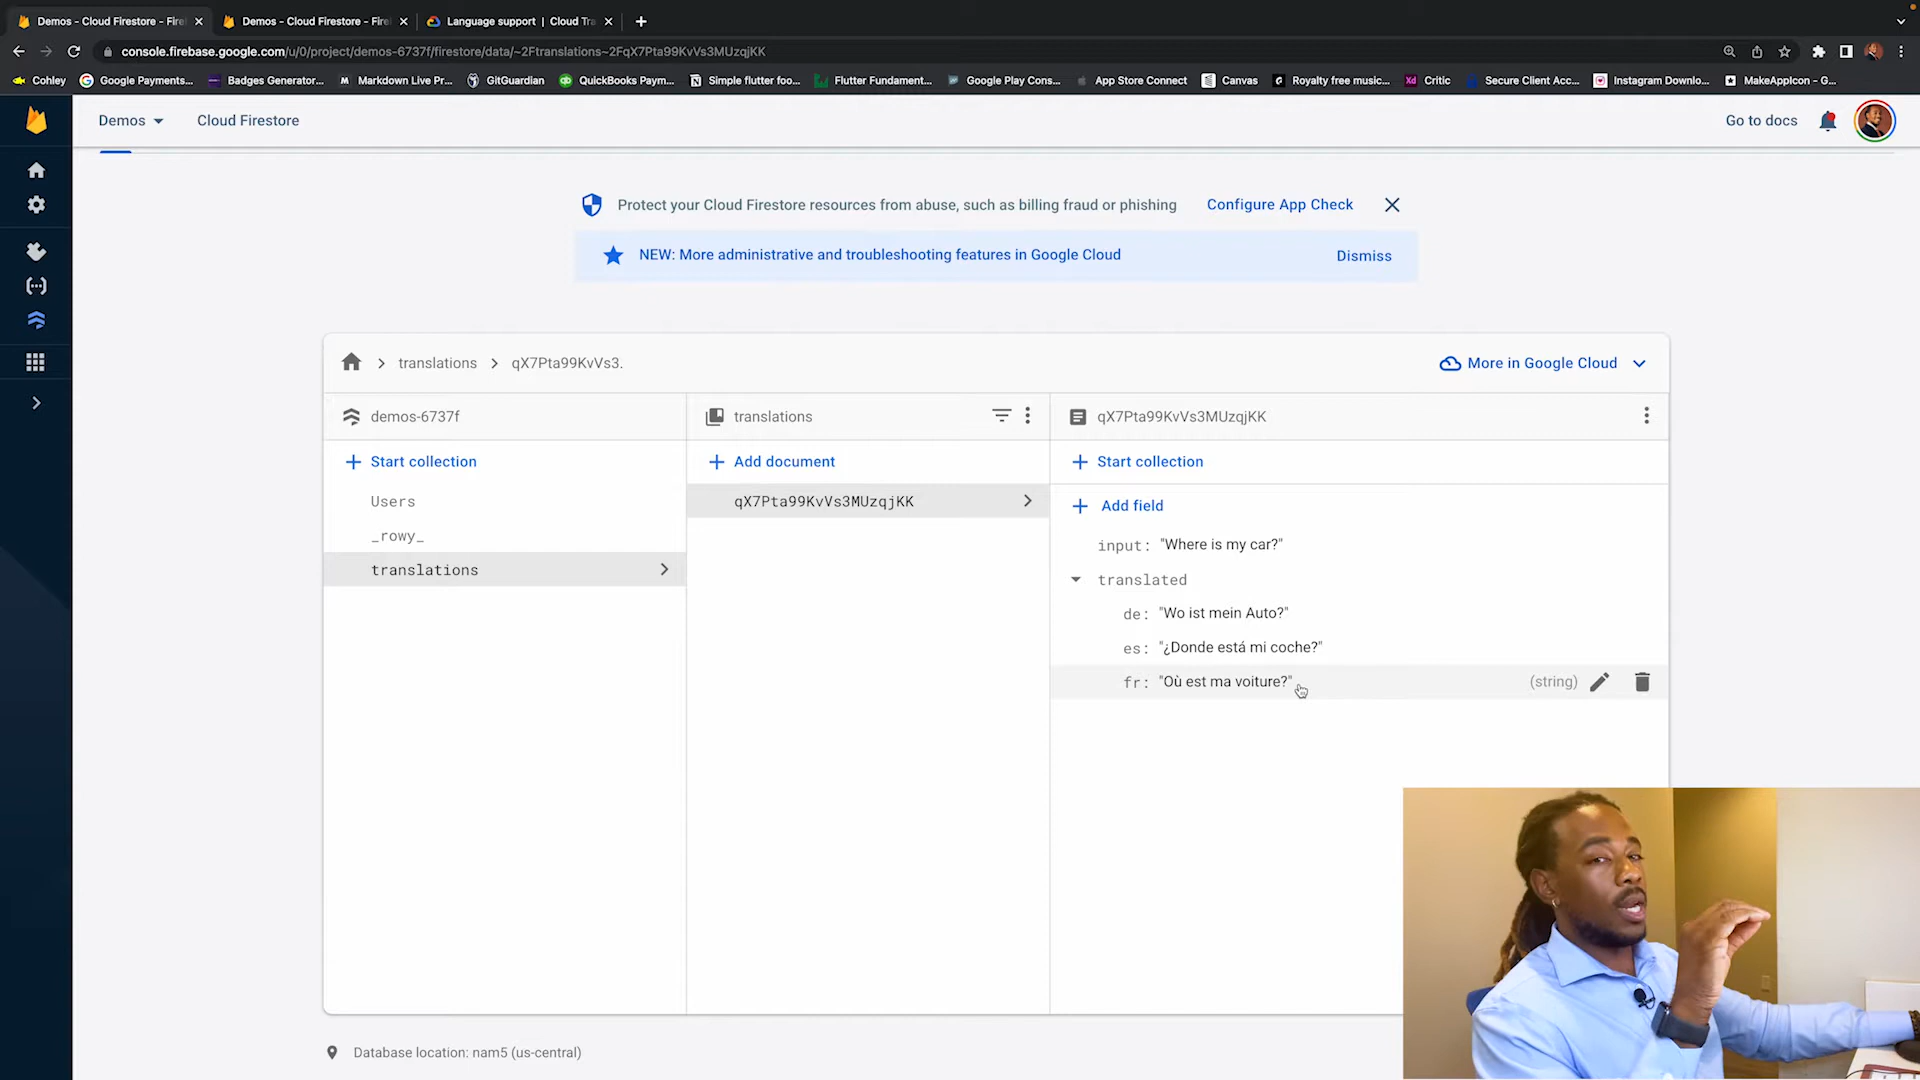 Demos - Cloud Firestore - Fire
Demos - Cloud Firestore - Fire
Language support | Cloud Tra
console.firebase.google.com/u/0/project/demos-6737f/firestore/data/~2Ftranslations~2FqX7Pta99KvVs3MUzqjKK
Cohley
Google Payments...
Badges Generator...
Markdown Live Pr...
GitGuardian
QuickBooks Paym...
Simple flutter foo...
Flutter Fundament...
Google Play Cons...
App Store Connect
Canvas
Royalty free music...
Xd Critic
Secure Client Acc...
Instagram Downlo...
MakeAppIcon - G...
Demos
Cloud Firestore
Go to docs
Protect your Cloud Firestore resources from abuse, such as billing fraud or phishing
Configure App Check
NEW: More administrative and troubleshooting features in Google Cloud
Dismiss
translations
qX7Pta99KvVs3.
More in Google Cloud
demos-6737f
translations
qX7Pta99KvVs3MUzqjKK
Start collection
Add document
Start collection
Users
qX7Pta99KvVs3MUzqjKK
Add field
_rowy_
input: "Where is my car?"
translations
translated
de: "Wo ist mein Auto?"
es: "¿Donde está mi coche?"
fr: "Où est ma voiture?"
(string)
Database location: nam5 (us-central)